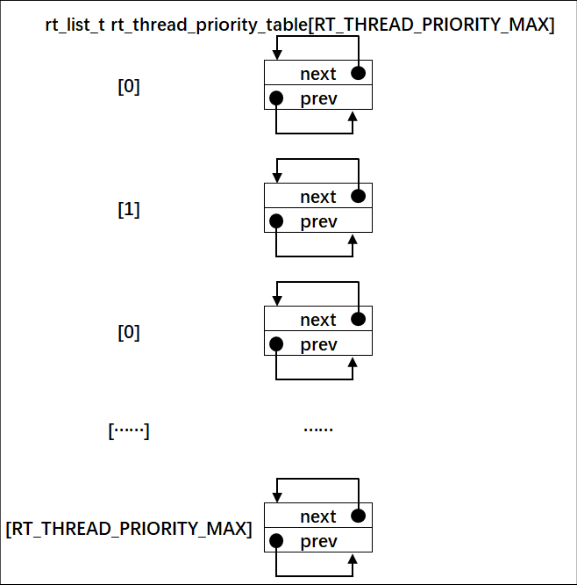 rt_list_t rt_thread_priority_table[RT_THREAD_PRIORITY_MAX]
next
[0]
prev
next
[1]
prev
next
[0]
prev
[······] ······
next
[RT_THREAD_PRIORITY_MAX]
prev